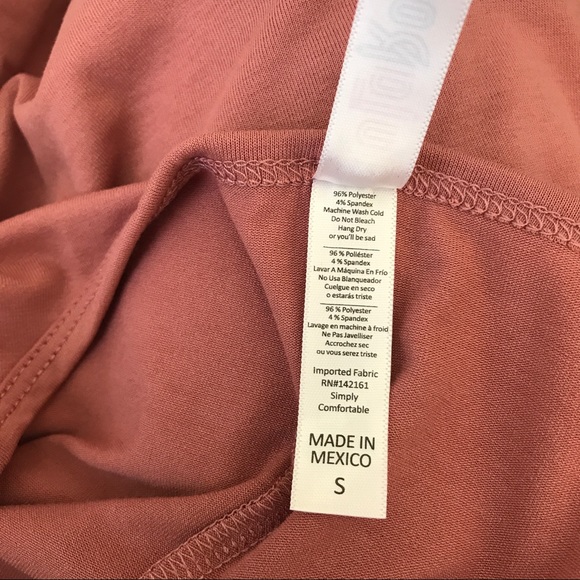 96% Polyester
4% Spandex
Machine Wash Cold
Do Not Bleach
Hang Dry
or you'll be sad
96 % Poliéster
4 % Spandex
Lavar A Máquina En Frío
No Usa Blanqueador
Cuelgue en seco
o estarás triste
96 % Polyester
4 % Spandex
Lavage en machine à froid
Ne Pas Javelliser
Accrochez sec
ou vous serez triste
Imported Fabric
RN#142161
Simply
Comfortable
MADE IN
MEXICO
S